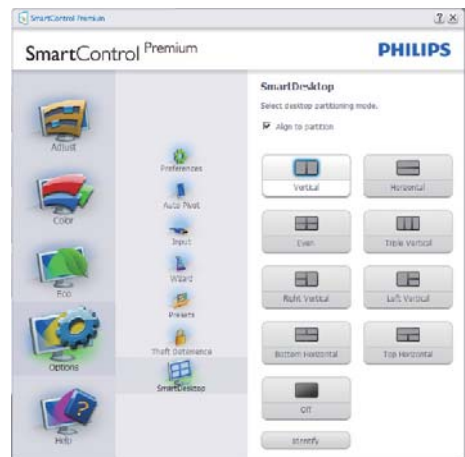 SmartControl Premium
SmartControl Premium
PHILIPS
Adjust
Color
Eco
Options
Help
Preferences
Auto Pivot
Input
Wizard
Presets
Theft Deterrence
SmartDesktop
SmartDesktop
Select desktop partitioning mode.
Align to partition
Vertical
Horizontal
Even
Triple Vertical
Right Vertical
Left Vertical
Bottom Horizontal
Top Horizontal
Off
Identify